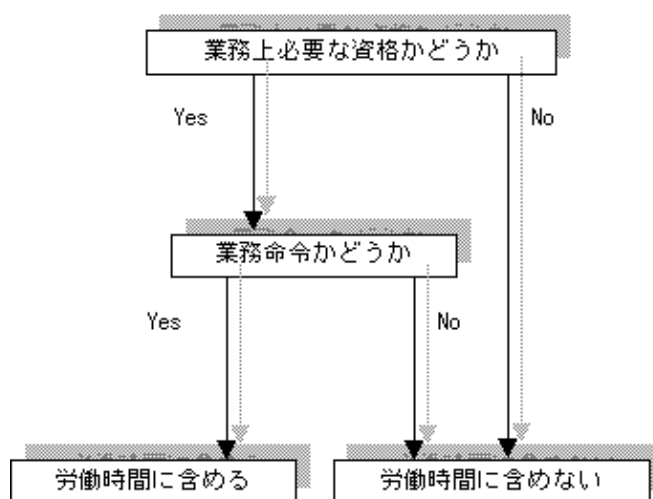 業務上必要な資格かどうか
Yes
No
業務命令かどうか
Yes
No
労働時間に含める
労働時間に含めない